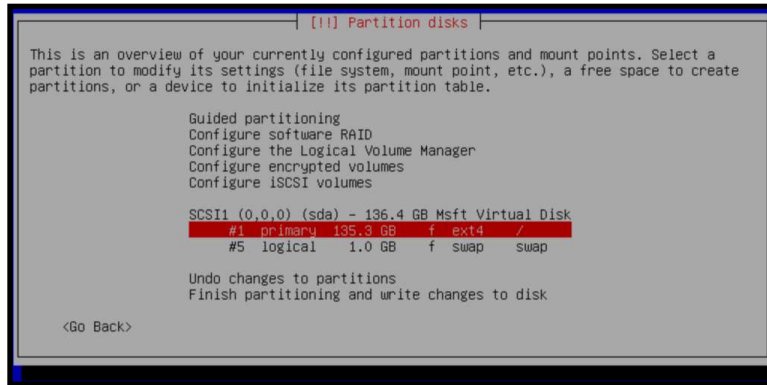 [!!] Partition disks
This is an overview of your currently configured partitions and mount points. Select a
partition to modify its settings (file system, mount point, etc.), a free space to create
partitions, or a device to initialize its partition table.
Guided partitioning
Configure software RAID
Configure the Logical Volume Manager
Configure encrypted volumes
Configure iSCSI volumes
SCSI1 (0,0,0) (sda) - 136.4 GB Msft Virtual Disk
#1 primary 135.3 GB f ext4 /
#5 logical 1.0 GB f swap swap
Undo changes to partitions
Finish partitioning and write changes to disk
<Go Back>